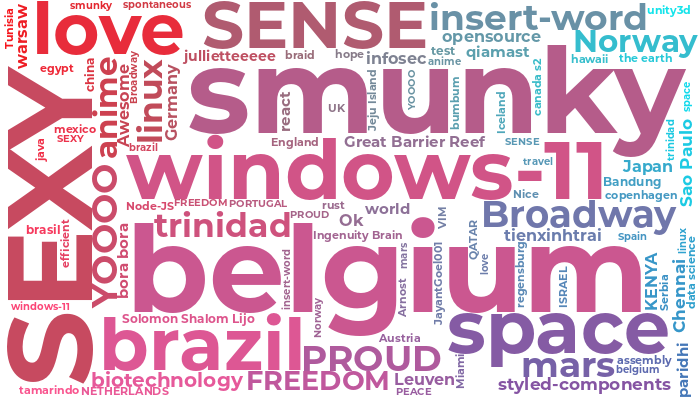 Tunisia
warsaw
love
smunky
spontaneous
SENSE
insert-word
unity3d
opensource
Norway
jullietteeeee
braid
hope
infosec
test
anime
qiamast
hawaii
the earth
egypt
china
anime
Awesome
Broadway
linux
Germany
smunky
react
UK
Jeju Island
YOOOO
bumbum
Iceland
canada s2
space
mexico
SEXY
java
brazil
England
Great Barrier Reef
SENSE
trinidad
Sao Paulo
SEXY
YOOOO
windows-11
travel
Japan
Bandung
Nice
copenhagen
Node-JS
FREEDOM
PORTUGAL
rust
world
PROUD
Ok
VIM
Broadway
brasil
efficient
bora bora
trinidad
Ingenuity Brain
tienxinhtrai
Spain
linux
belgium
insert-word
Norway
mars
Arnost
JayantGoel001
QATAR
love
regensburg
ISRAEL
KENYA
Serbia
Chennai
data science
windows-11
Solomon Shalom Lijo
brazil
Austria
space
PROUD
mars
assembly
belgium
paridhi
biotechnology
FREEDOM
Leuven
Miami
styled-components
tamarindo
NETHERLANDS
PEACE